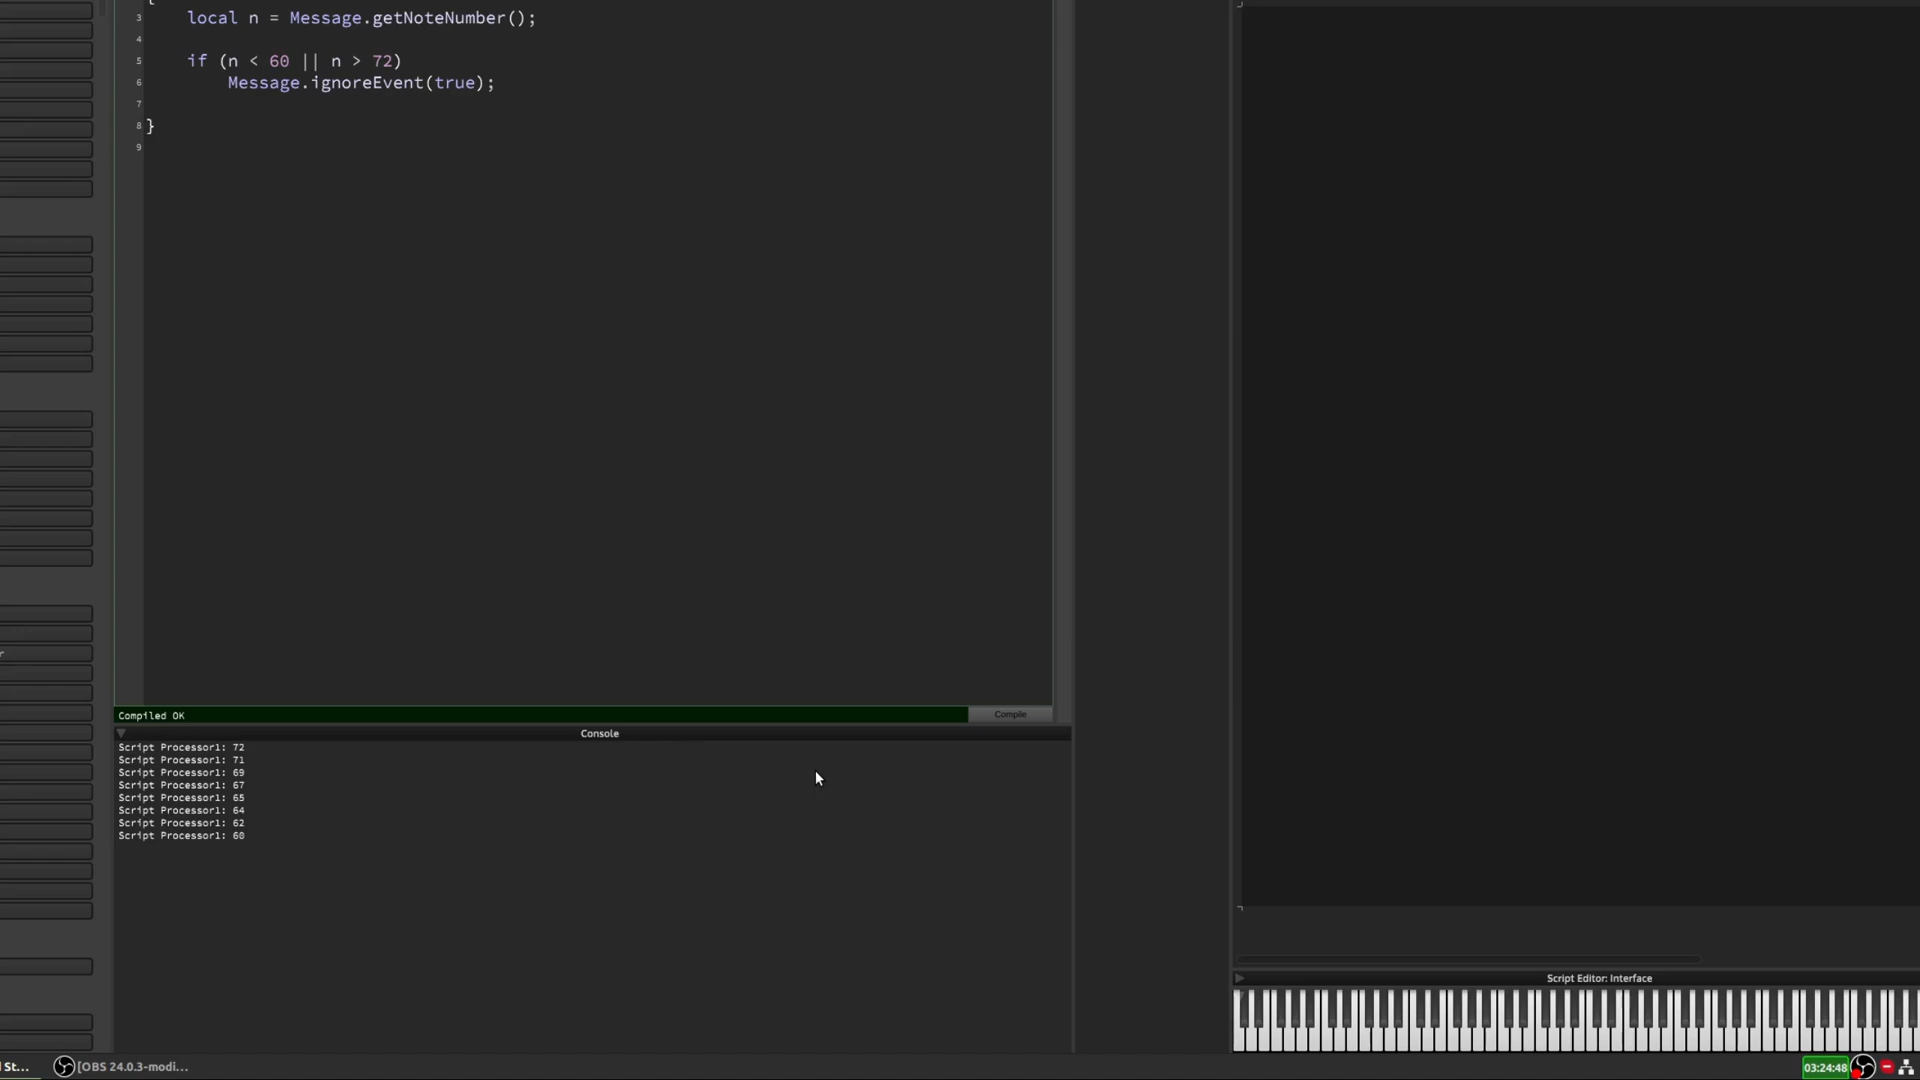 {
3 local n = Message.getNoteNumber();
4
5 if (n < 60 || n > 72)
6 Message.ignoreEvent(true);
7
8 }
9
r
Compiled OK
Compile
Console
Script Processor1: 72
Script Processor1: 71
Script Processor1: 69
Script Processor1: 67
Script Processor1: 65
Script Processor1: 64
Script Processor1: 62
Script Processor1: 60
Script Editor: Interface
St...
[OBS 24.0.3-modi...
03:24:48